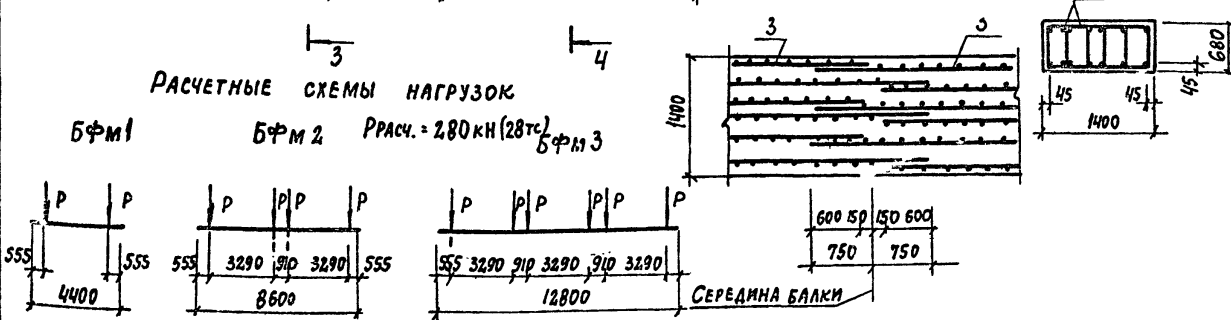 3 4
РАСЧЕТНЫЕ СХЕМЫ НАГРУЗОК
БФМ1 БФМ2 Ррасч. = 280 кН (28тс) БФМ3
Р Р
555 555
4400
Р Р Р Р
555 3290 910 3290 555
8600
Р Р Р Р Р Р
555 3290 910 3290 910 3290
12800
3 3
1400
600 150 150 600
750 750
СЕРЕДИНА БАЛКИ
680
45
45 45
1400